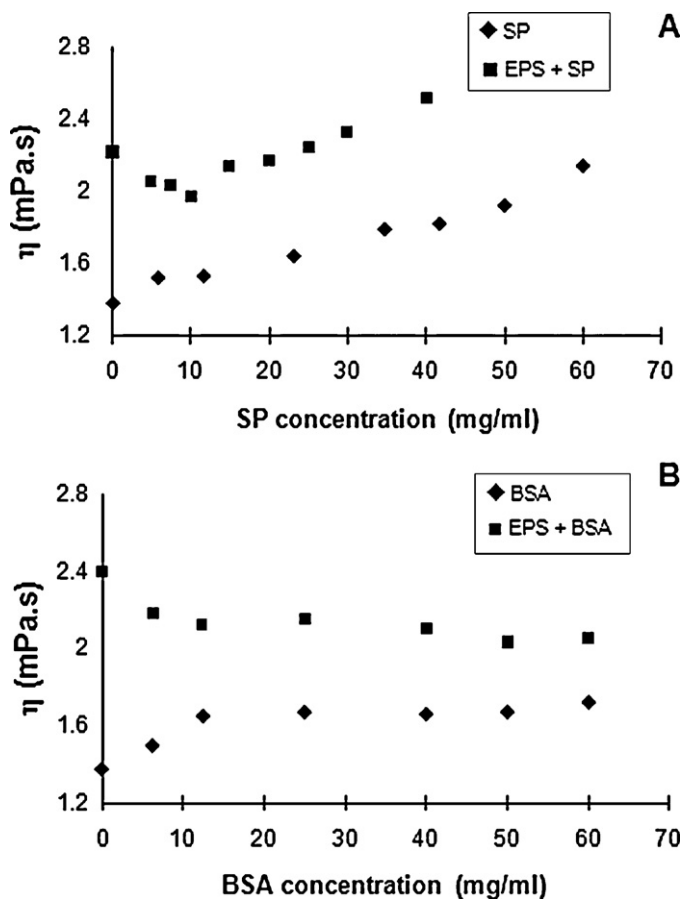 A
SP
EPS + SP
2.8
2.4
2
1.6
1.2
η (mPa.s)
0 10 20 30 40 50 60 70
SP concentration (mg/ml)
B
BSA
EPS + BSA
2.8
2.4
2
1.6
1.2
η (mPa.s)
0 10 20 30 40 50 60 70
BSA concentration (mg/ml)